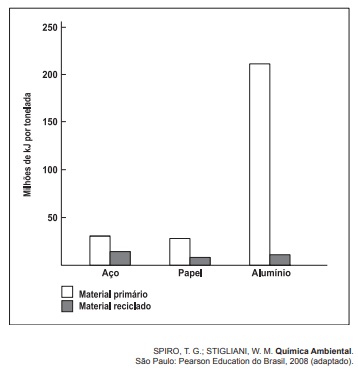 Milhões de kJ por tonelada
250
200
150
100
50
Aço Papel Alumínio
Material primário
Material reciclado
SPIRO, T. G.; STIGLIANI, W. M. Química Ambiental.
São Paulo: Pearson Education do Brasil, 2008 (adaptado).